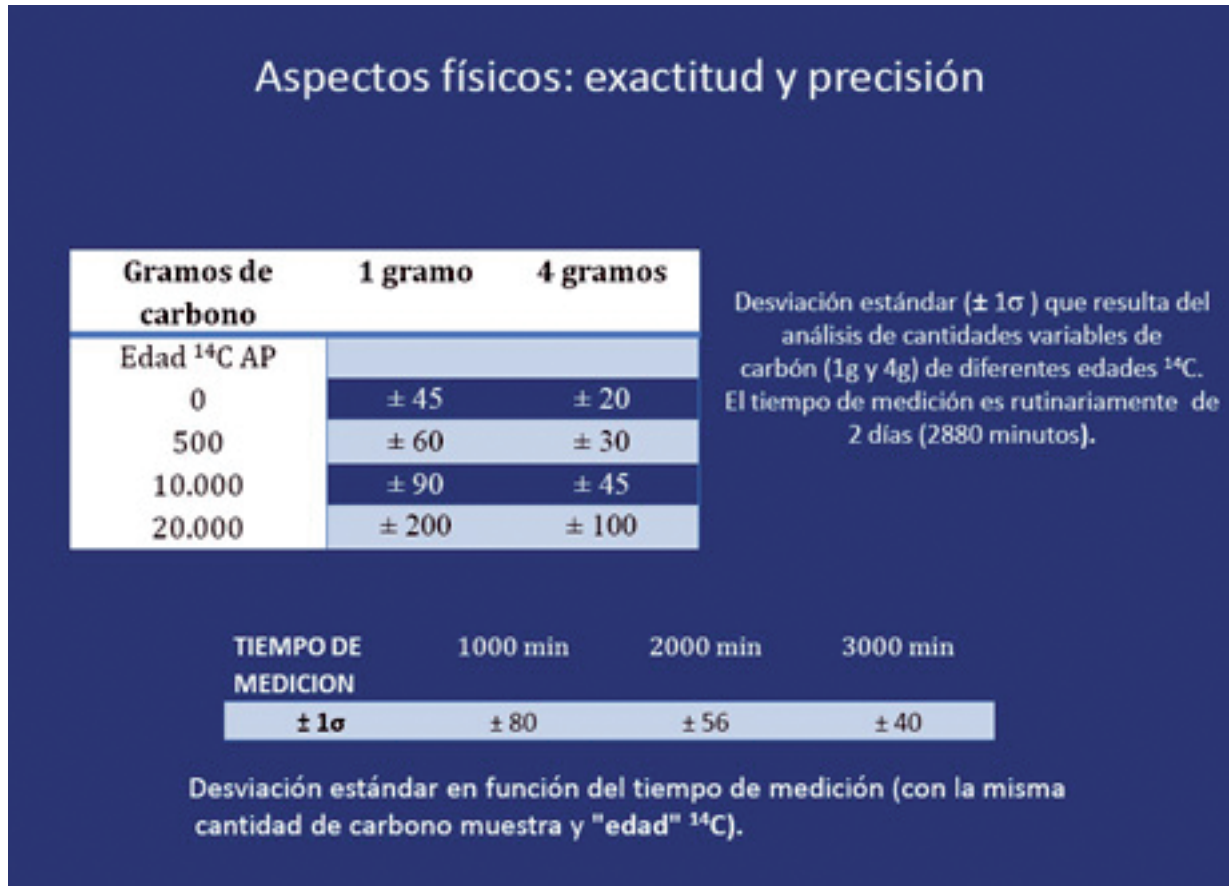 Aspectos físicos: exactitud y precisión
Gramos de carbono 1 gramo 4 gramos
Edad ¹⁴C AP
0 ± 45 ± 20
500 ± 60 ± 30
10.000 ± 90 ± 45
20.000 ± 200 ± 100
Desviación estándar (± 1σ ) que resulta del
análisis de cantidades variables de
carbón (1g y 4g) de diferentes edades ¹⁴C.
El tiempo de medición es rutinariamente de
2 días (2880 minutos).
TIEMPO DE MEDICION 1000 min 2000 min 3000 min
± 1σ ± 80 ± 56 ± 40
Desviación estándar en función del tiempo de medición (con la misma
cantidad de carbono muestra y "edad" ¹⁴C).